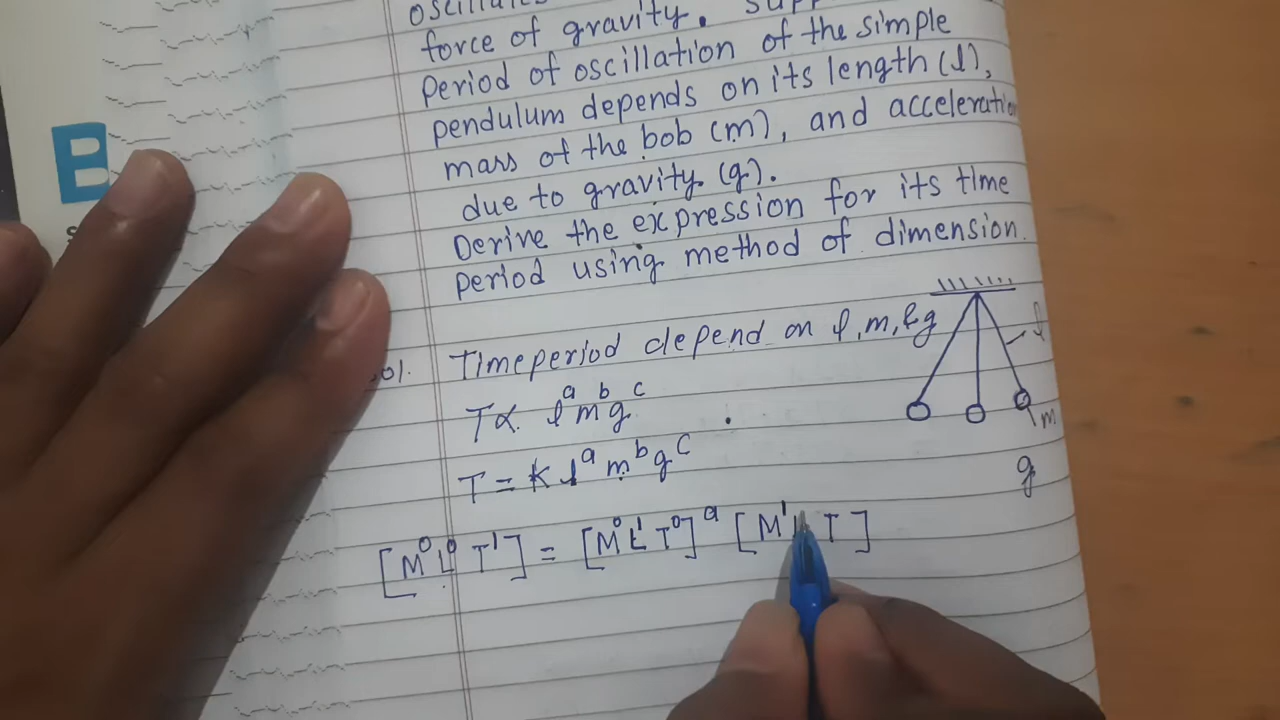 force of gravity.
Period of oscillation of the simple
pendulum depends on its length (l),
mass of the bob (m), and acceleration
due to gravity (g).
Derive the expression for its time
period using method of dimension.
Sol. Timeperiod depend on l, m, & g
T ∝ l^a m^b g^c
T = K l^a m^b g^c
[M^0 L^0 T^1] = [M^0 L^1 T^0]^a [M^1 L T ]
l
m
g
B